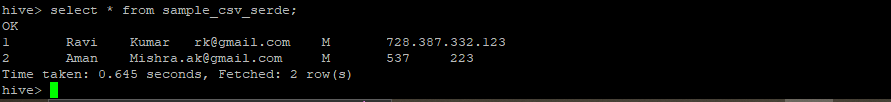 hive> select * from sample_csv_serde;
OK
1 Ravi Kumar rk@gmail.com M 728.387.332.123
2 Aman Mishra.ak@gmail.com M 537 223
Time taken: 0.645 seconds, Fetched: 2 row(s)
hive>